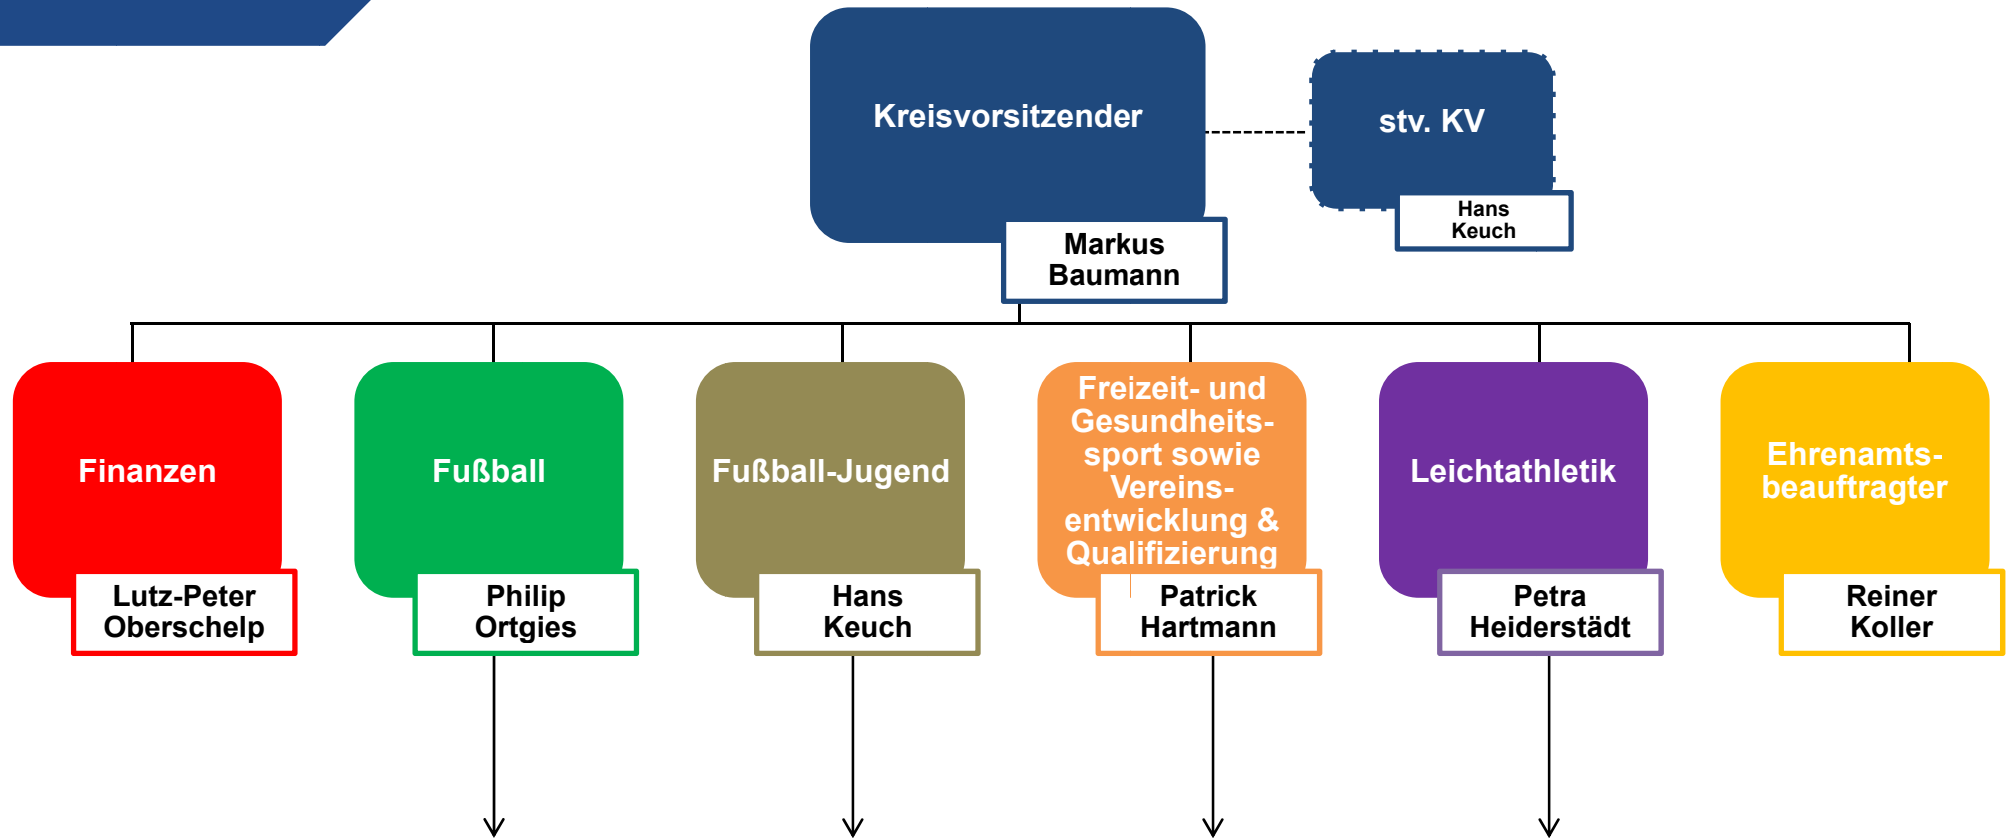 Kreisvorsitzender
Markus
Baumann
stv. KV
Hans
Keuch
Finanzen
Lutz-Peter
Oberschelp
Fußball
Philip
Ortgies
Fußball-Jugend
Hans
Keuch
Freizeit- und
Gesundheits-
sport sowie
Vereins-
entwicklung &
Qualifizierung
Patrick
Hartmann
Leichtathletik
Petra
Heiderstädt
Ehrenamts-
beauftragter
Reiner
Koller